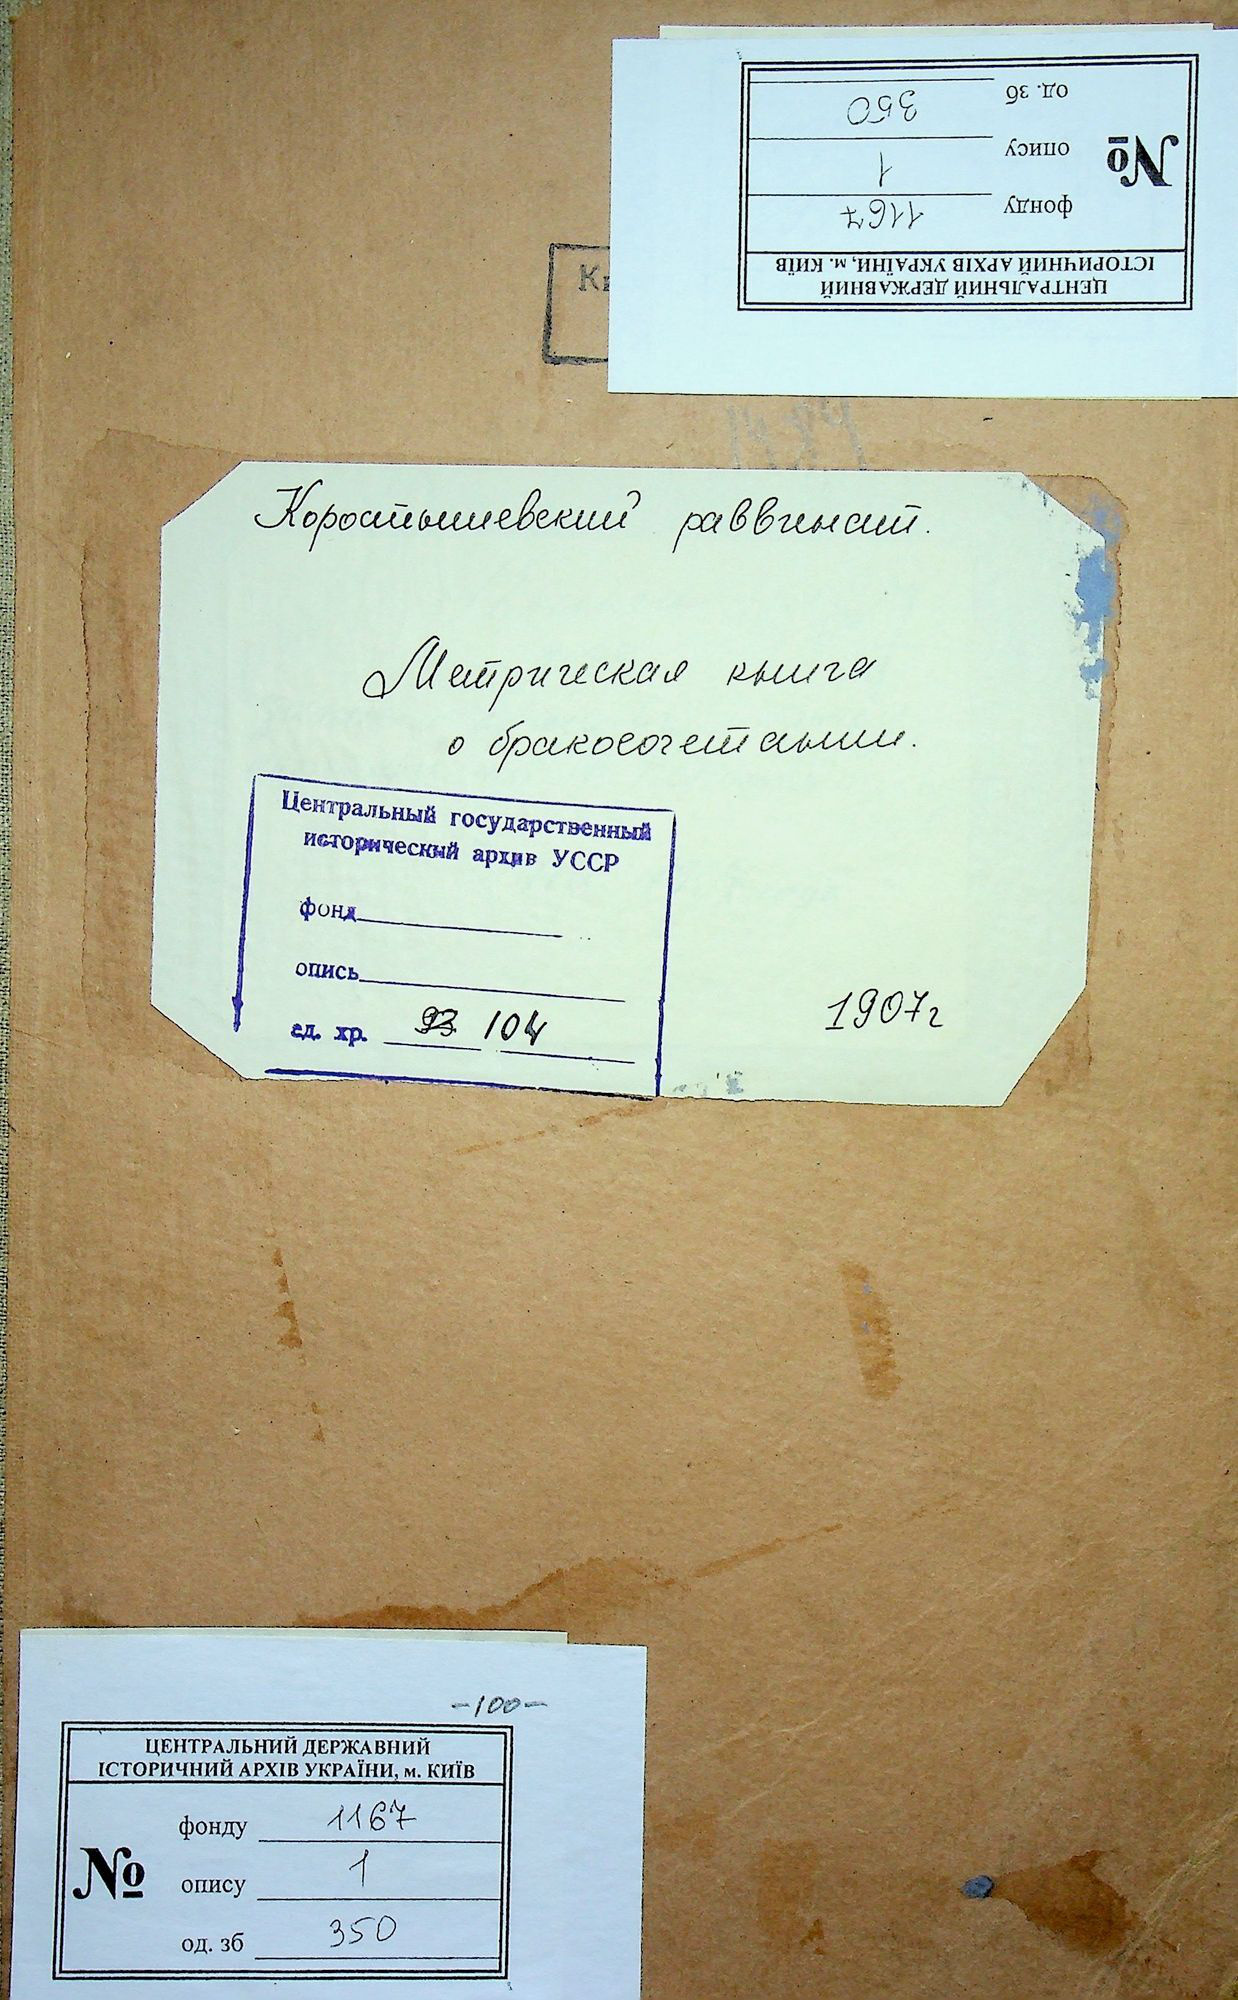 ЦЕНТРАЛЬНИЙ ДЕРЖАВНИЙ
ІСТОРИЧНИЙ АРХІВ УКРАЇНИ, м. КИЇВ
№
фонду 1167
опису 1
од. зб 350
Коростышевский раввинат.
Метрическая книга
о бракосочетании.
Центральный государственный
исторический архив УССР
фонд
опись
ед. хр. 93 104
1907г
-100-
ЦЕНТРАЛЬНИЙ ДЕРЖАВНИЙ
ІСТОРИЧНИЙ АРХІВ УКРАЇНИ, м. КИЇВ
№
фонду 1167
опису 1
од. зб 350